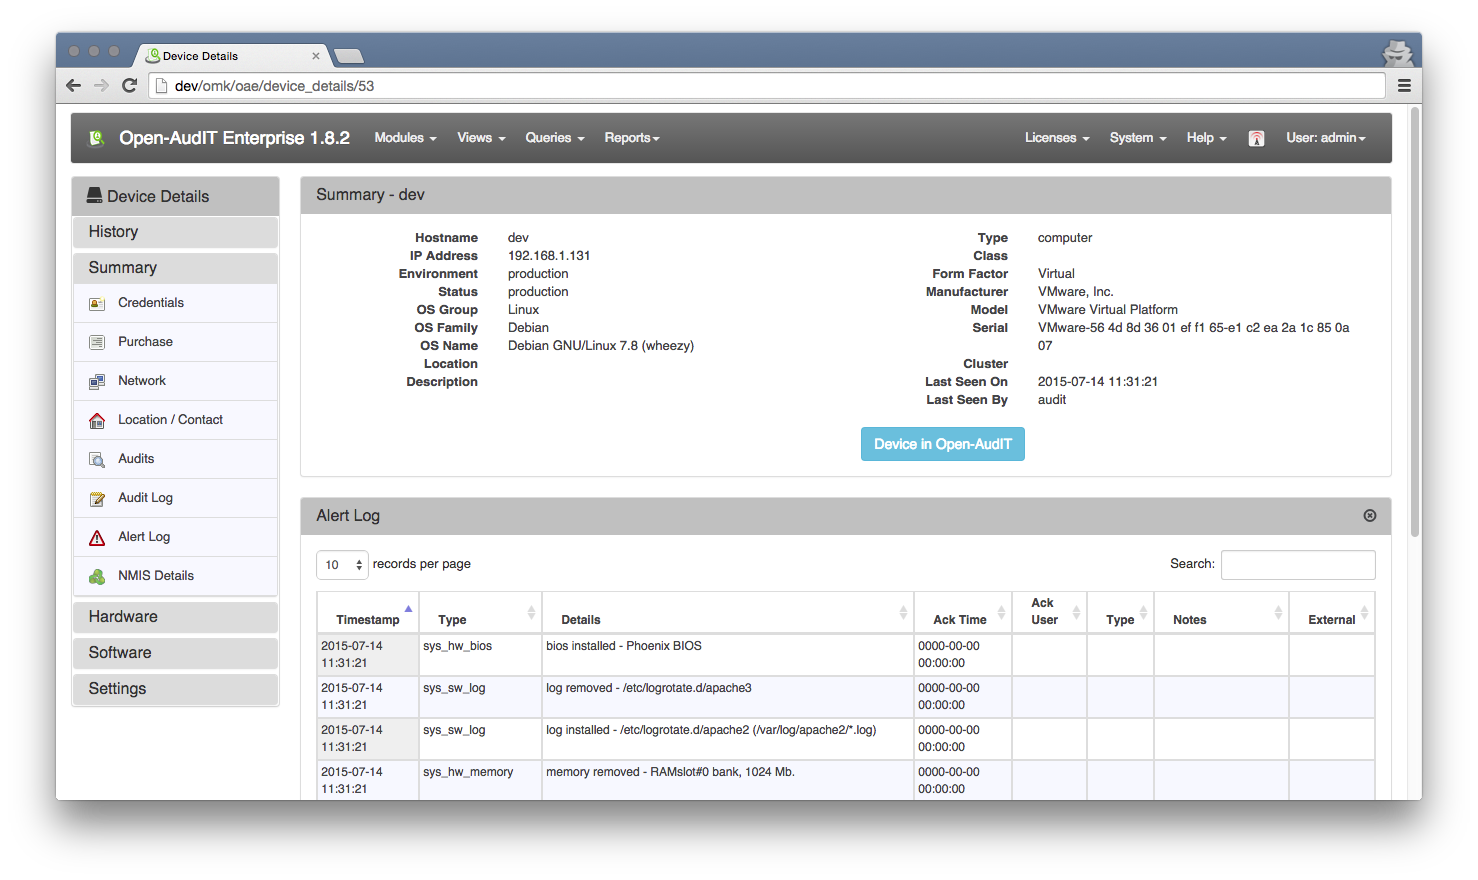 Device Details
dev/omk/oae/device_details/53
Open-AudIT Enterprise 1.8.2 Modules Views Queries Reports Licenses System Help User: admin
Device Details
History
Summary
Credentials
Purchase
Network
Location / Contact
Audits
Audit Log
Alert Log
NMIS Details
Hardware
Software
Settings
Summary - dev
Hostname dev
IP Address 192.168.1.131
Environment production
Status production
OS Group Linux
OS Family Debian
OS Name Debian GNU/Linux 7.8 (wheezy)
Location
Description
Type computer
Class
Form Factor Virtual
Manufacturer VMware, Inc.
Model VMware Virtual Platform
Serial VMware-56 4d 8d 36 01 ef f1 65-e1 c2 ea 2a 1c 85 0a
07
Cluster
Last Seen On 2015-07-14 11:31:21
Last Seen By audit
Device in Open-AudIT
Alert Log
10 records per page Search:
Timestamp Type Details Ack Time Ack User Type Notes External
2015-07-14 sys_hw_bios bios installed - Phoenix BIOS 0000-00-00
11:31:21 00:00:00
2015-07-14 sys_sw_log log removed - /etc/logrotate.d/apache3 0000-00-00
11:31:21 00:00:00
2015-07-14 sys_sw_log log installed - /etc/logrotate.d/apache2 (/var/log/apache2/*.log) 0000-00-00
11:31:21 00:00:00
2015-07-14 sys_hw_memory memory removed - RAMslot#0 bank, 1024 Mb. 0000-00-00
11:31:21 00:00:00